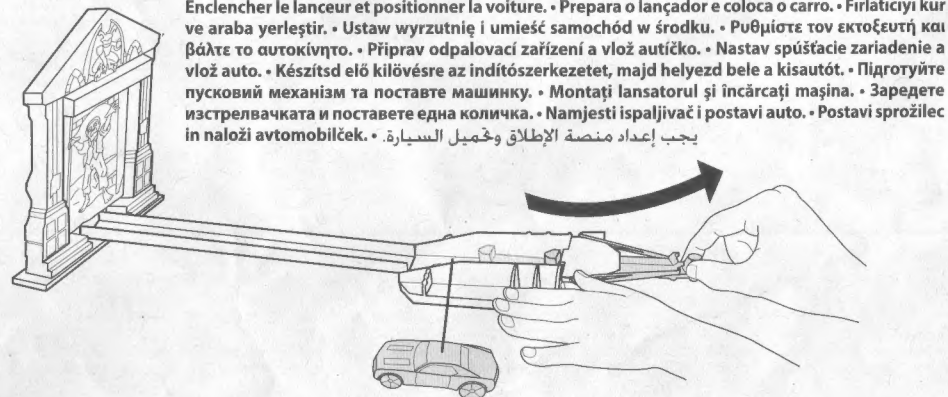 Enclencher le lanceur et positionner la voiture. • Prepara o lançador e coloca o carro. • Fırlatıcıyı kur
ve araba yerleştir. • Ustaw wyrzutnię i umieść samochód w środku. • Ρυθμίστε τον εκτοξευτή και
βάλτε το αυτοκίνητο. • Připrav odpalovací zařízení a vlož autíčko. • Nastav spúšťacie zariadenie a
vlož auto. • Készítsd elő kilövésre az indítószerkezetet, majd helyezd bele a kisautót. • Підготуйте
пусковий механізм та поставте машинку. • Montaţi lansatorul şi încărcaţi maşina. • Заредете
изстрелвачката и поставете една количка. • Namjesti ispaljivač i postavi auto. • Postavi sprožilec
in naloži avtomobilček. • يجب إعداد منصة الإطلاق وتحميل السيارة.